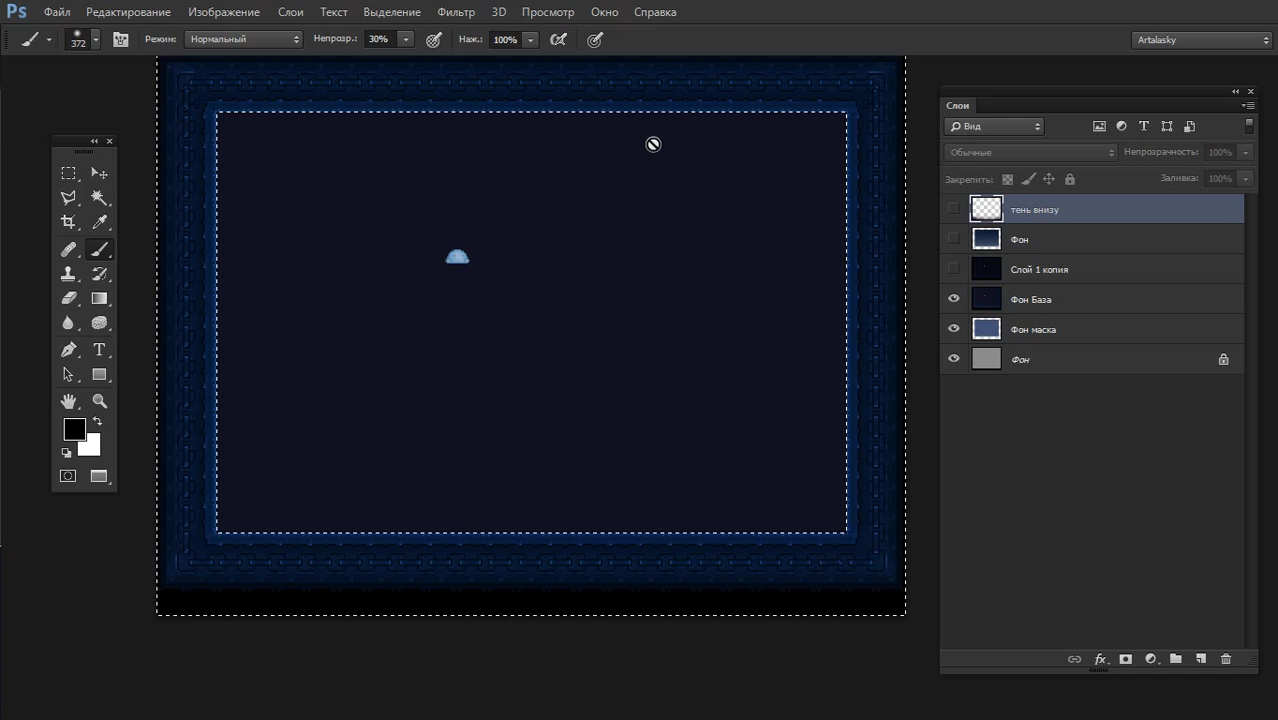 Ps Файл Редактирование Изображение Слои Текст Выделение Фильтр 3D Просмотр Окно Справка
372 Режим: Нормальный Непрозр.: 30% Наж.: 100% Artalasky
Слои
Вид
Обычные Непрозрачность: 100%
Закрепить: Заливка: 100%
тень внизу
Фон
Слой 1 копия
Фон База
Фон маска
Фон
T
fx